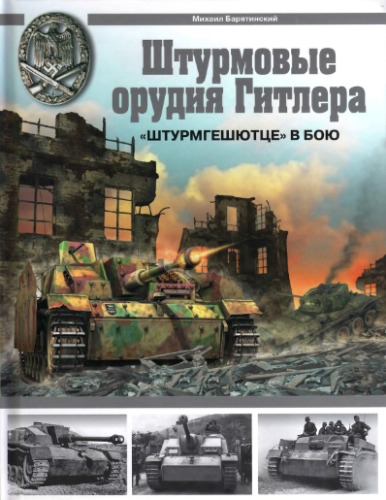 Михаил Барятинский
Штурмовые
орудия Гитлера
«ШТУРМГЕШЮТЦЕ» В БОЮ